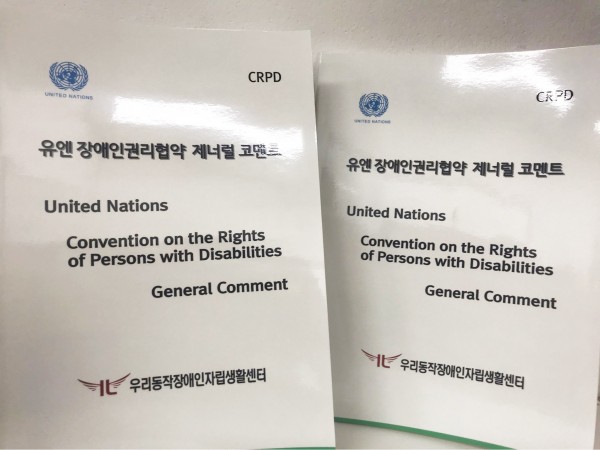 UNITED NATIONS
CRPD
유엔 장애인권리협약 제너럴 코멘트
United Nations
Convention on the Rights
of Persons with Disabilities
General Comment
IL 우리동작장애인자립생활센터
UNITED NATIONS
CRPD
유엔 장애인권리협약 제너럴 코멘트
United Nations
Convention on the Rights
of Persons with Disabilities
General Comment
IL 우리동작장애인자립생활센터